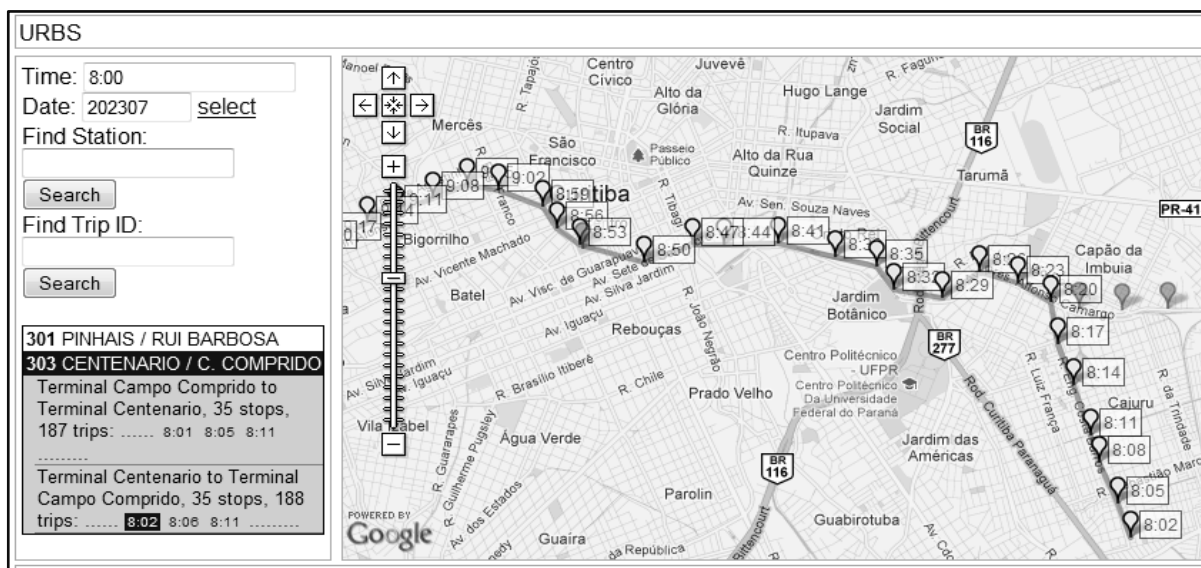 URBS
Time: 8:00
Date: 202307 select
Find Station:
Search
Find Trip ID:
Search
301 PINHAIS / RUI BARBOSA
303 CENTENARIO / C. COMPRIDO
Terminal Campo Comprido to
Terminal Centenario, 35 stops,
187 trips: ...... 8:01 8:05 8:11
.........
Terminal Centenario to Terminal
Campo Comprido, 35 stops, 188
trips: ...... 8:02 8:06 8:11 .........
Centro
Cívico
Juvevê
R. Tapajós
Alto da
Glória
Hugo Lange
Jardim
Social
Mercês
R. Itupava
BR
116
São
Francisco
Passeio
Público
Alto da Rua
Quinze
Tarumã
9:02
9:08
8:59
Av. Sen. Souza Naves
PR-41
8:56
8:53
8:47
8:44
8:41
8:35
Bigorrilho
8:50
Capão da
Imbuia
Av. Vicente Machado
8:32
8:29
8:23
8:20
Batel
Av. Visc. de Guarapuava
Av. Silva Jardim
Jardim
Botânico
8:17
Av. Iguaçu
Rebouças
R. João Negrão
BR
277
R. Brasílio Itiberê
R. Chile
Centro Politécnico
- UFPR
Centro Politécnico
Da Universidade
Federal do Paraná
8:14
R. Luiz França
R. da Trindade
Prado Velho
Cajuru
8:11
Água Verde
R. Guararapes
R. Guilherme Pugsley
Rod. Curitiba Paranaguá
Jardim das
Américas
8:08
BR
116
Parolin
8:05
8:02
Av. dos Estados
POWERED BY
Google
Guaira
da República
Guabirotuba